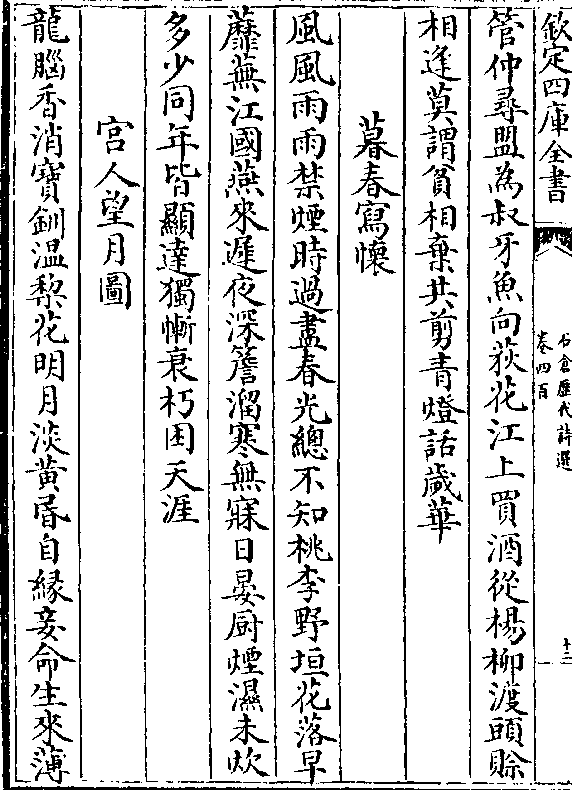 欽定四庫全書
石倉歷代詩選
卷四百
十二
管仲尋盟為叔牙魚向荻花江上買酒從楊柳渡頭賒
相逢莫謂貧相棄共剪青燈話歲華
暮春寫懷
風風雨雨禁煙時過盡春光總不知桃李野垣花落早
蘼蕪江國燕來遲夜深簷溜寒無寐日晏厨煙濕未炊
多少同年皆顯達獨慚衰朽困天涯
宮人望月圖
龍腦香消寶釧温梨花明月淡黃昏自緣妾命生來薄